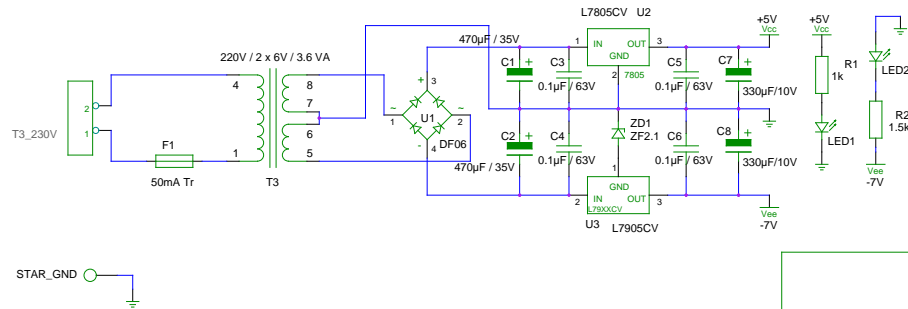 L7805CV U2
+5V
Vcc
+5V
Vcc
470µF / 35V
1 IN OUT 3
GND
2 7805
220V / 2 x 6V / 3.6 VA
C1
C3
C5
C7
R1
1k
LED2
4
8
+
3
0.1µF / 63V
0.1µF / 63V
330µF/10V
2
7
~
~
1
U1
2
T3_230V
6
ZD1
ZF2.1
R2
1.5k
1
F1
C2
C4
C6
C8
LED1
-
4
DF06
1
5
470µF / 35V
0.1µF / 63V
0.1µF / 63V
330µF/10V
1
50mA Tr
T3
GND
2 IN OUT 3
L79XXCV
Vee
-7V
Vee
-7V
U3
L7905CV
STAR_GND